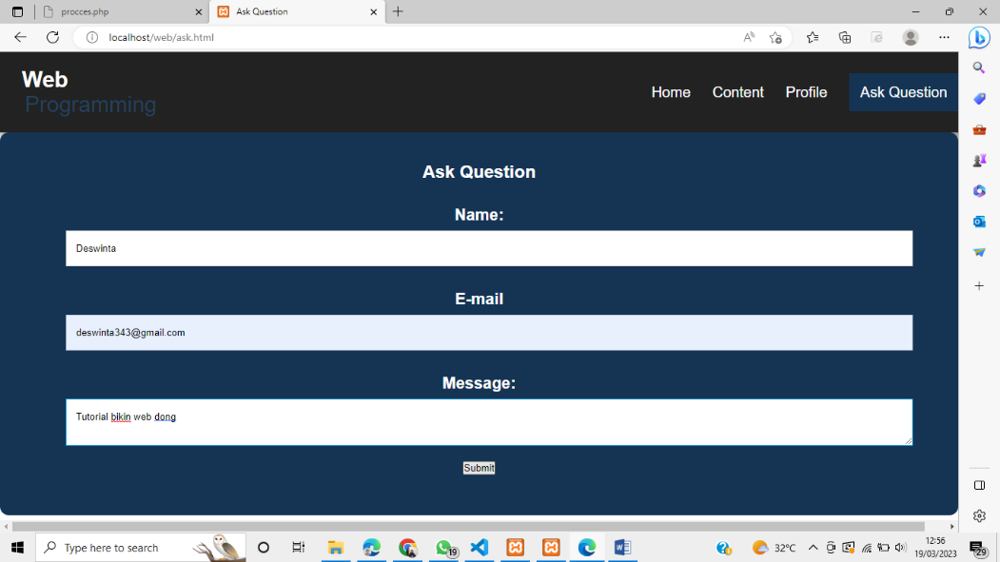 procces.php
Ask Question
localhost/web/ask.html
Web
Programming
Home Content Profile Ask Question
Ask Question
Name:
Deswinta
E-mail
deswinta343@gmail.com
Message:
Tutorial bikin web dong
Submit
Type here to search
19
32°C
12:56
19/03/2023
29